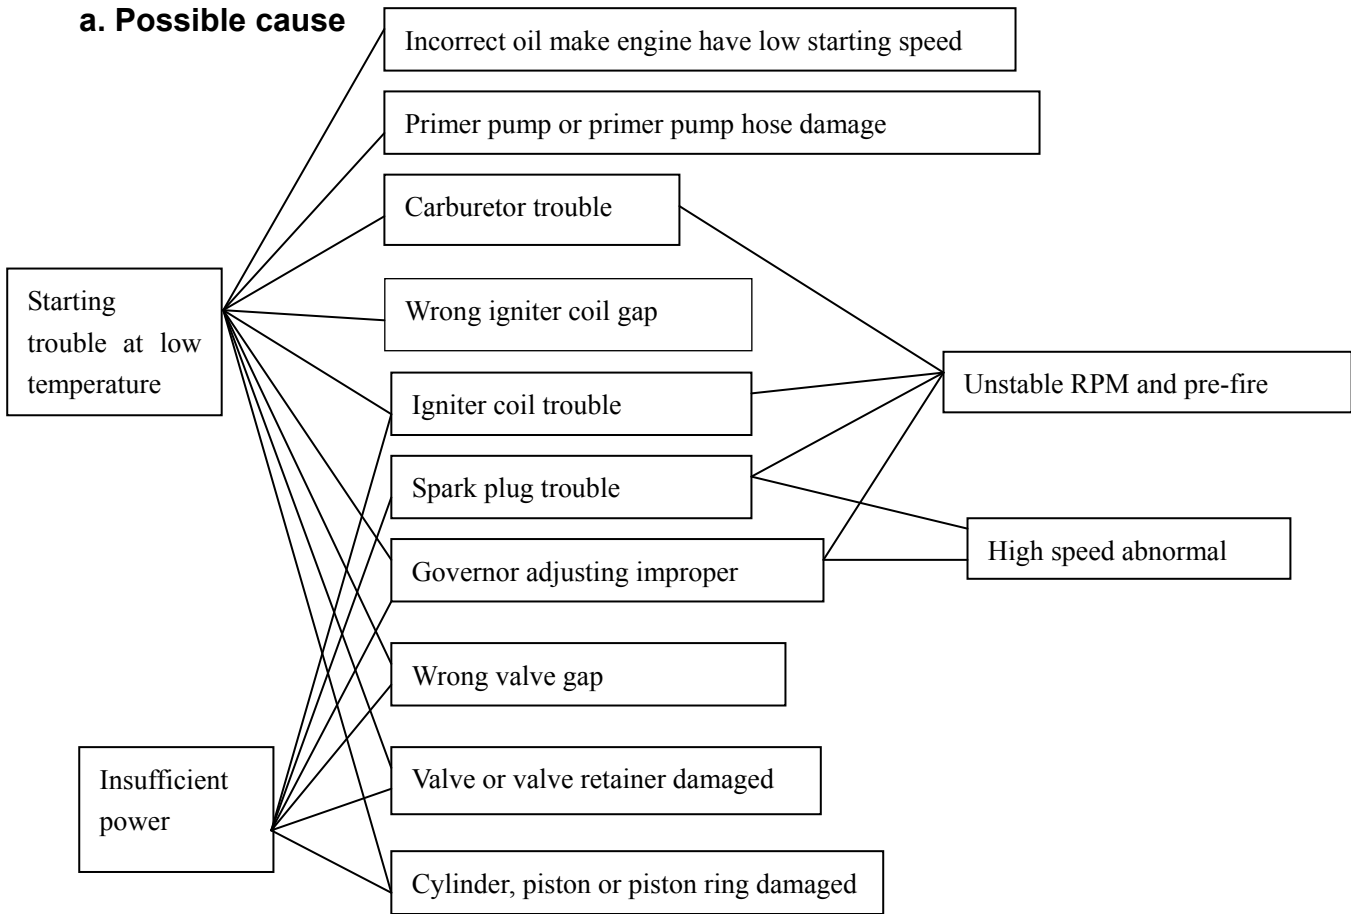 a. Possible cause
Incorrect oil make engine have low starting speed
Primer pump or primer pump hose damage
Carburetor trouble
Starting
trouble at low
temperature
Wrong igniter coil gap
Igniter coil trouble
Unstable RPM and pre-fire
Spark plug trouble
High speed abnormal
Governor adjusting improper
Wrong valve gap
Insufficient
power
Valve or valve retainer damaged
Cylinder, piston or piston ring damaged